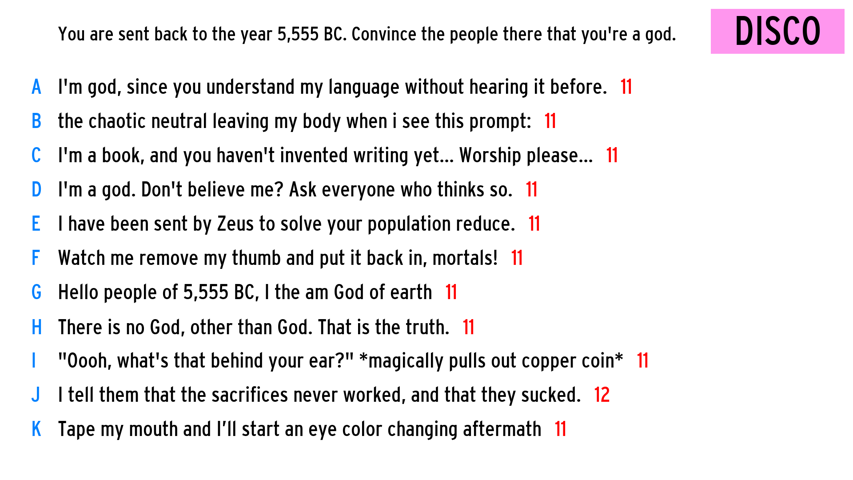 You are sent back to the year 5,555 BC. Convince the people there that you're a god.
DISCO
A I'm god, since you understand my language without hearing it before. 11
B the chaotic neutral leaving my body when i see this prompt: 11
C I'm a book, and you haven't invented writing yet... Worship please... 11
D I'm a god. Don't believe me? Ask everyone who thinks so. 11
E I have been sent by Zeus to solve your population reduce. 11
F Watch me remove my thumb and put it back in, mortals! 11
G Hello people of 5,555 BC, I the am God of earth 11
H There is no God, other than God. That is the truth. 11
I "Oooh, what's that behind your ear?" *magically pulls out copper coin* 11
J I tell them that the sacrifices never worked, and that they sucked. 12
K Tape my mouth and I’ll start an eye color changing aftermath 11